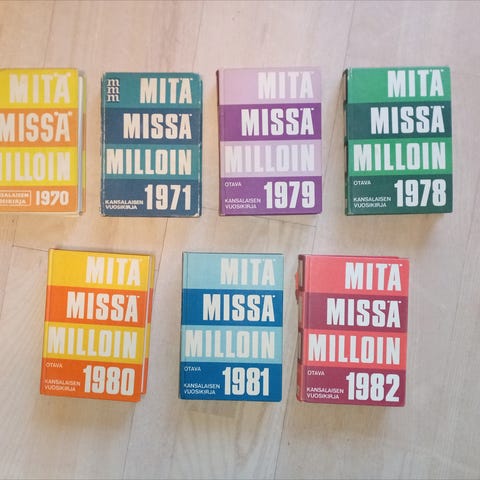 MITÄ
MISSÄ
MILLOIN
1970
mmm
MITÄ
MISSÄ
MILLOIN
KANSALAISEN
VUOSIKIRJA
1971
MITÄ
MISSÄ
MILLOIN
OTAVA
KANSALAISEN
VUOSIKIRJA
1979
MITÄ
MISSÄ
MILLOIN
OTAVA
KANSALAISEN
VUOSIKIRJA
1978
MITÄ
MISSÄ
MILLOIN
OTAVA
KANSALAISEN
VUOSIKIRJA
1980
MITÄ
MISSÄ
MILLOIN
OTAVA
KANSALAISEN
VUOSIKIRJA
1981
MITÄ
MISSÄ
MILLOIN
OTAVA
KANSALAISEN
VUOSIKIRJA
1982